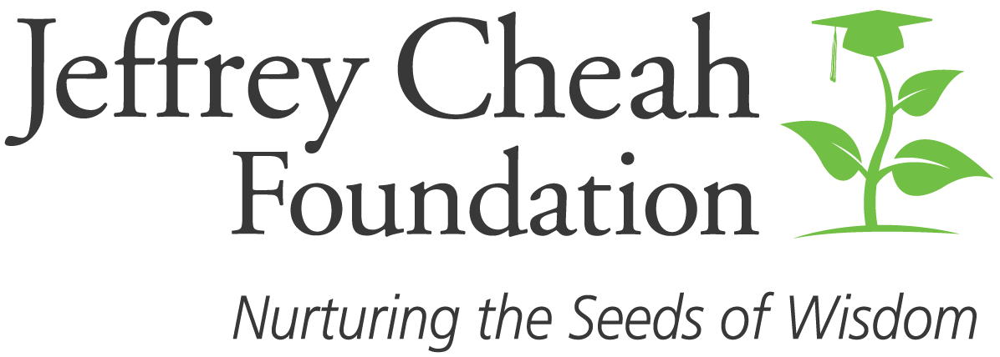 Jeffrey Cheah
Foundation
Nurturing the Seeds of Wisdom